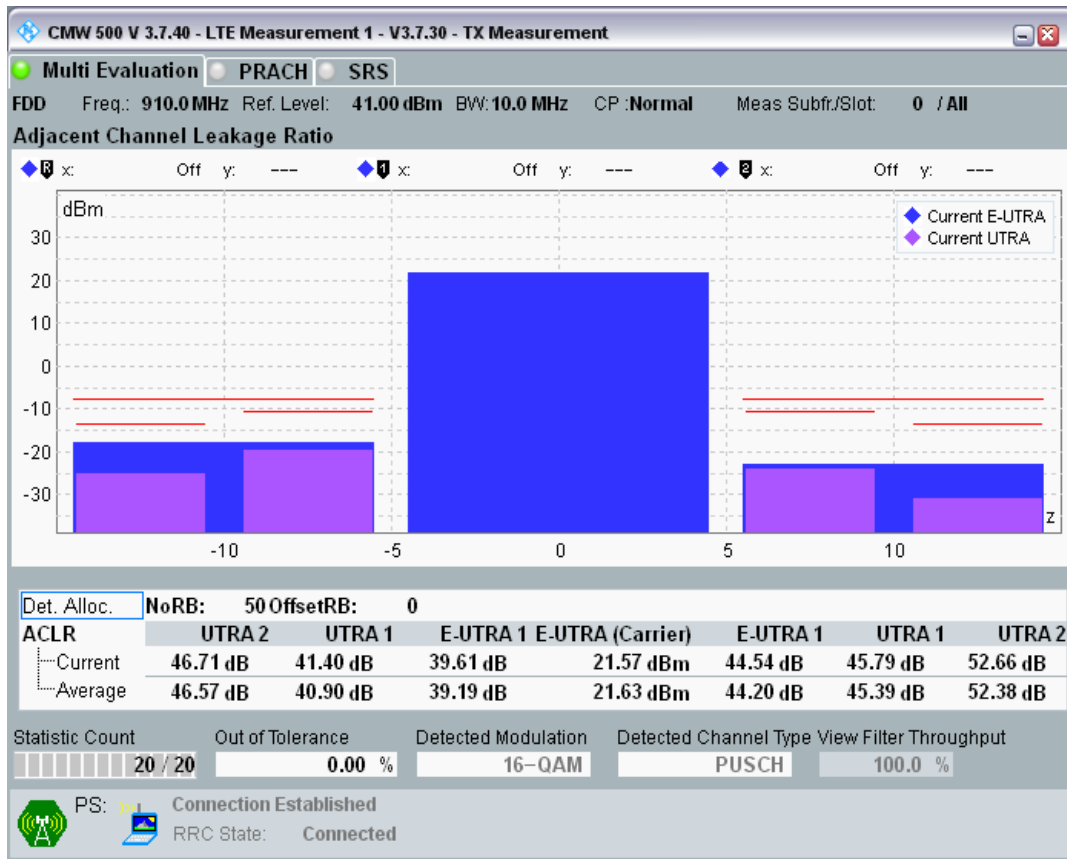 CMW 500 V 3.7.40 - LTE Measurement 1 - V3.7.30 - TX Measurement
Multi Evaluation PRACH SRS
FDD Freq.: 910.0 MHz Ref. Level: 41.00 dBm BW: 10.0 MHz CP :Normal Meas Subfr./Slot: 0 / All
Adjacent Channel Leakage Ratio
R x: Off y: --- 1 x: Off y: --- 2 x: Off y: ---
dBm
Current E-UTRA
Current UTRA
30
20
10
0
-10
-20
-30
z
-10 -5 0 5 10
Det. Alloc. NoRB: 50 OffsetRB: 0
ACLR UTRA 2 UTRA 1 E-UTRA 1 E-UTRA (Carrier) E-UTRA 1 UTRA 1 UTRA 2
Current 46.71 dB 41.40 dB 39.61 dB 21.57 dBm 44.54 dB 45.79 dB 52.66 dB
Average 46.57 dB 40.90 dB 39.19 dB 21.63 dBm 44.20 dB 45.39 dB 52.38 dB
Statistic Count Out of Tolerance Detected Modulation Detected Channel Type View Filter Throughput
20 / 20 0.00 % 16-QAM PUSCH 100.0 %
PS: Connection Established
RRC State: Connected